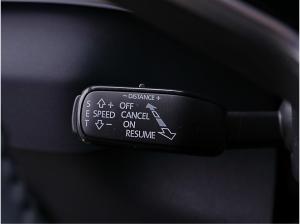 – DISTANCE +
S ⇧+ OFF
E SPEED CANCEL
T ⇩– ON
RESUME